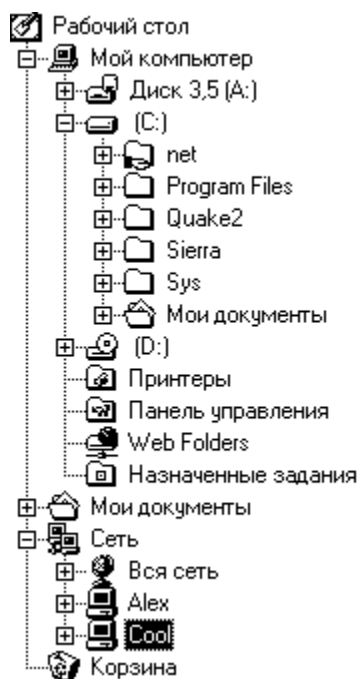 Рабочий стол
Мой компьютер
Диск 3,5 (A:)
(C:)
net
Program Files
Quake2
Sierra
Sys
Мои документы
(D:)
Принтеры
Панель управления
Web Folders
Назначенные задания
Мои документы
Сеть
Вся сеть
Alex
Cool
Корзина